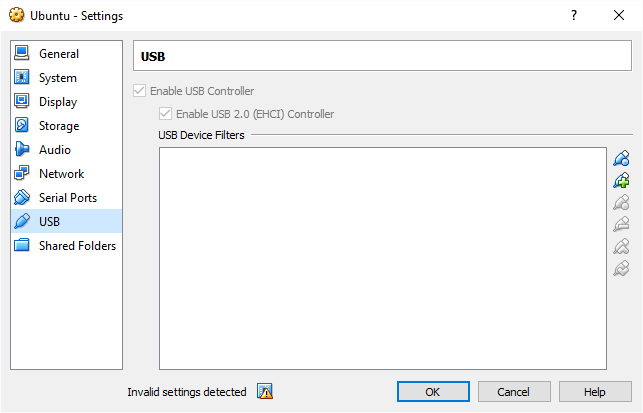 Ubuntu - Settings
?
General
System
Display
Storage
Audio
Network
Serial Ports
USB
Shared Folders
USB
Enable USB Controller
Enable USB 2.0 (EHCI) Controller
USB Device Filters
Invalid settings detected
OK
Cancel
Help